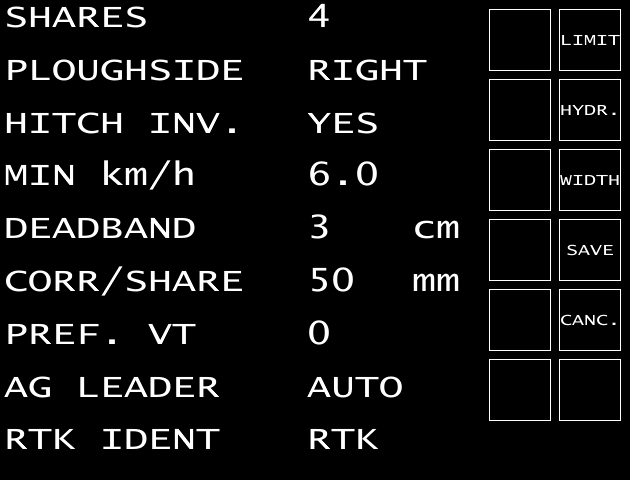 SHARES 4
PLOUGHSIDE RIGHT
HITCH INV. YES
MIN km/h 6.0
DEADBAND 3 cm
CORR/SHARE 50 mm
PREF. VT 0
AG LEADER AUTO
RTK IDENT RTK
LIMIT
HYDR.
WIDTH
SAVE
CANC.